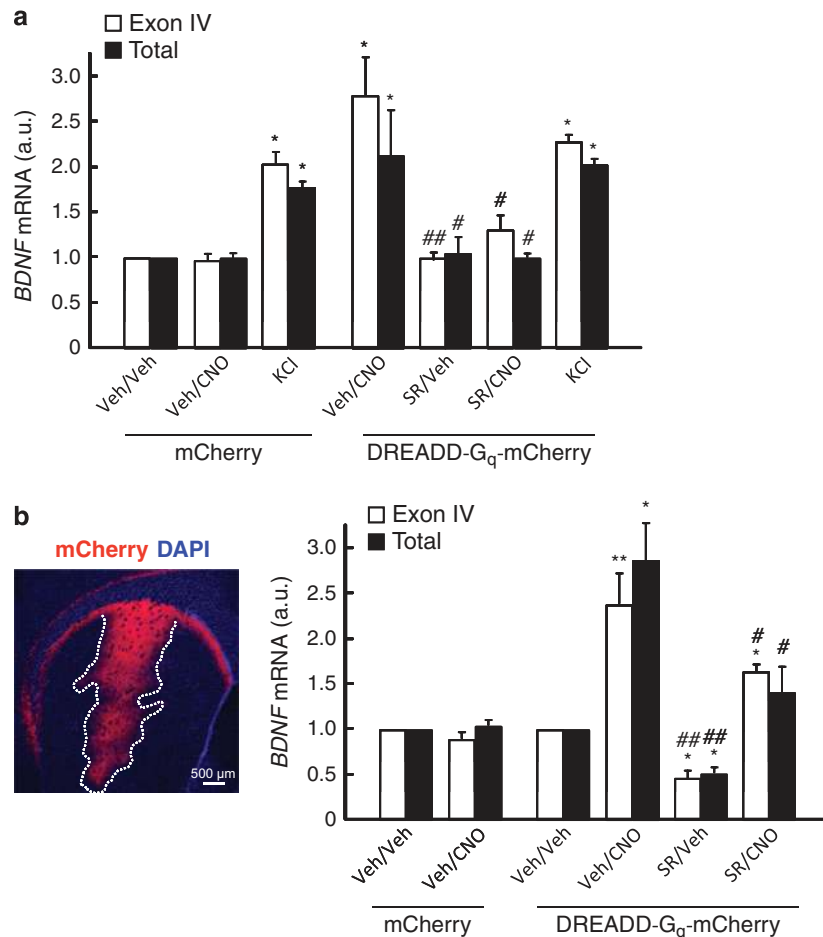 a
Exon IV
Total
BDNF mRNA (a.u.)
3.0
2.5
2.0
1.5
1.0
0.5
0
*
*
*
*
##
#
#
#
*
*
Veh/Veh
Veh/CNO
KCl
Veh/CNO
SR/Veh
SR/CNO
KCl
mCherry
DREADD-Gq-mCherry
b
mCherry DAPI
500 µm
Exon IV
Total
BDNF mRNA (a.u.)
3.0
2.5
2.0
1.5
1.0
0.5
0
**
*
##
*
##
*
#
*
#
Veh/Veh
Veh/CNO
Veh/Veh
Veh/CNO
SR/Veh
SR/CNO
mCherry
DREADD-Gq-mCherry